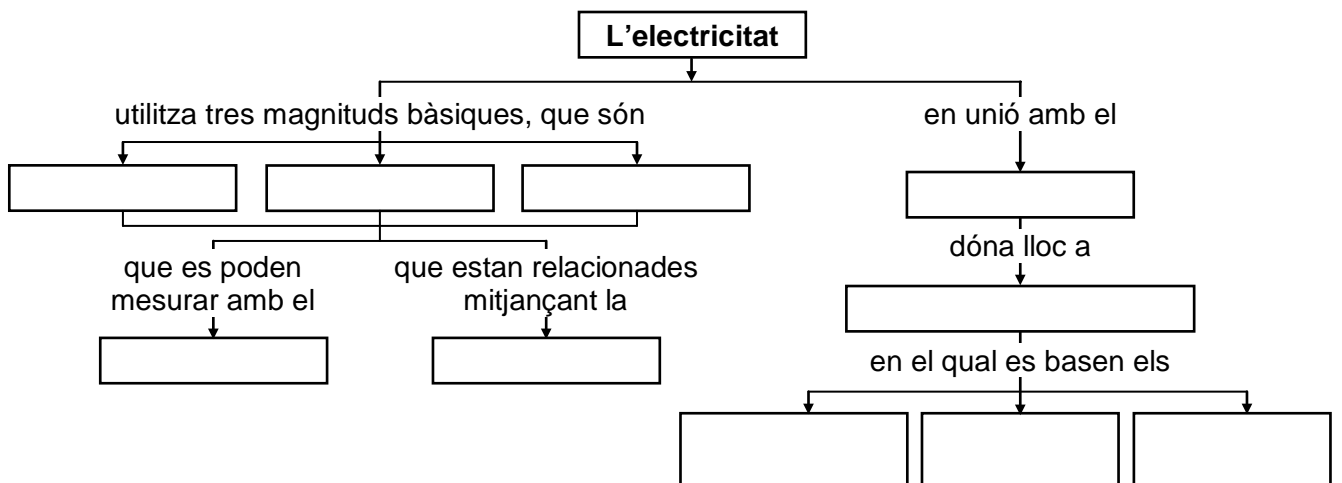 L’electricitat
utilitza tres magnituds bàsiques, que són
en unió amb el
dóna lloc a
que es poden
mesurar amb el
que estan relacionades
mitjançant la
en el qual es basen els